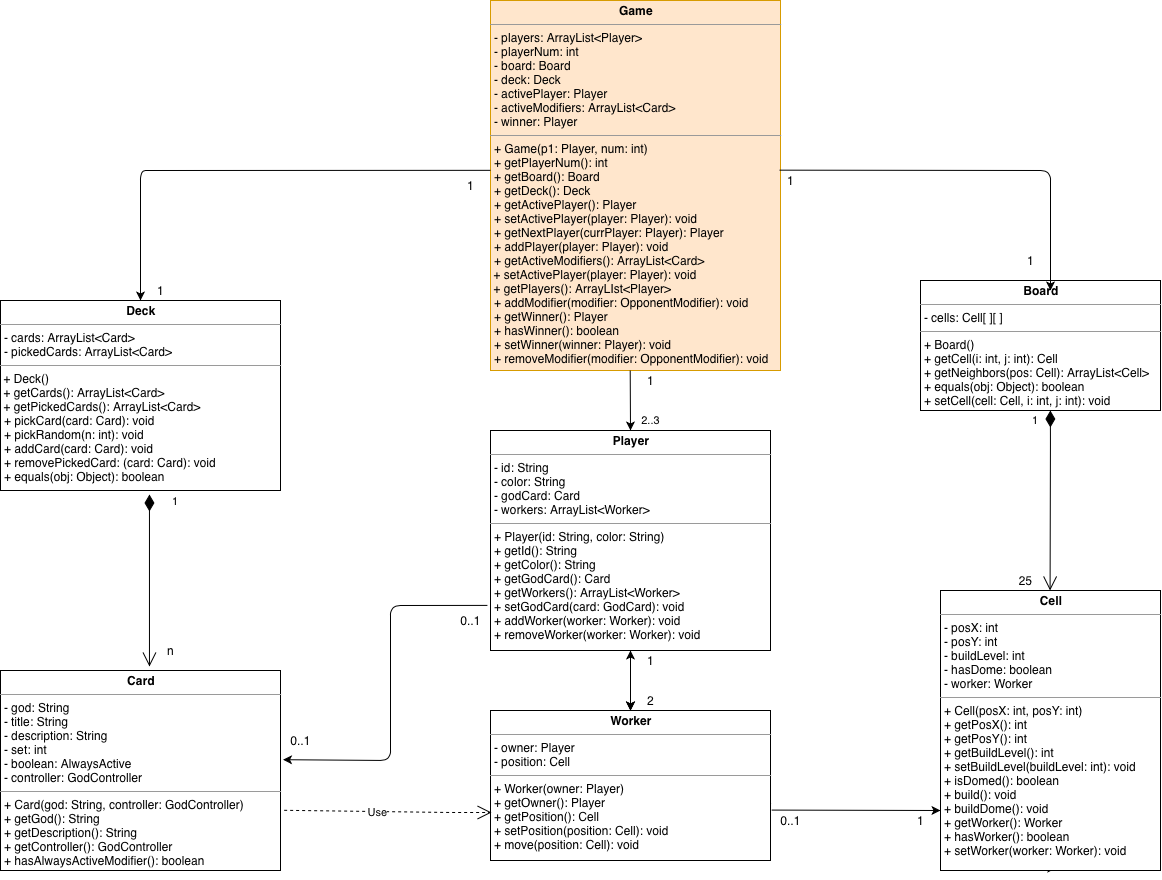 Game
- players: ArrayList<Player>
- playerNum: int
- board: Board
- deck: Deck
- activePlayer: Player
- activeModifiers: ArrayList<Card>
- winner: Player
+ Game(p1: Player, num: int)
+ getPlayerNum(): int
+ getBoard(): Board
+ getDeck(): Deck
+ getActivePlayer(): Player
+ setActivePlayer(player: Player): void
+ getNextPlayer(currPlayer: Player): Player
+ addPlayer(player: Player): void
+ getActiveModifiers(): ArrayList<Card>
+ setActivePlayer(player: Player): void
+ getPlayers(): ArrayLIst<Player>
+ addModifier(modifier: OpponentModifier): void
+ getWinner(): Player
+ hasWinner(): boolean
+ setWinner(winner: Player): void
+ removeModifier(modifier: OpponentModifier): void
1
1
1
1
Deck
- cards: ArrayList<Card>
- pickedCards: ArrayList<Card>
+ Deck()
+ getCards(): ArrayList<Card>
+ getPickedCards(): ArrayList<Card>
+ pickCard(card: Card): void
+ pickRandom(n: int): void
+ addCard(card: Card): void
+ removePickedCard: (card: Card): void
+ equals(obj: Object): boolean
Board
- cells: Cell[ ][ ]
+ Board()
+ getCell(i: int, j: int): Cell
+ getNeighbors(pos: Cell): ArrayList<Cell>
+ equals(obj: Object): boolean
+ setCell(cell: Cell, i: int, j: int): void
1
2..3
Player
- id: String
- color: String
- godCard: Card
- workers: ArrayList<Worker>
+ Player(id: String, color: String)
+ getId(): String
+ getColor(): String
+ getGodCard(): Card
+ getWorkers(): ArrayList<Worker>
+ setGodCard(card: GodCard): void
+ addWorker(worker: Worker): void
+ removeWorker(worker: Worker): void
1
n
1
25
0..1
0..1
1
2
Card
- god: String
- title: String
- description: String
- set: int
- boolean: AlwaysActive
- controller: GodController
+ Card(god: String, controller: GodController)
+ getGod(): String
+ getDescription(): String
+ getController(): GodController
+ hasAlwaysActiveModifier(): boolean
Use
Worker
- owner: Player
- position: Cell
+ Worker(owner: Player)
+ getOwner(): Player
+ getPosition(): Cell
+ setPosition(position: Cell): void
+ move(position: Cell): void
0..1
1
Cell
- posX: int
- posY: int
- buildLevel: int
- hasDome: boolean
- worker: Worker
+ Cell(posX: int, posY: int)
+ getPosX(): int
+ getPosY(): int
+ getBuildLevel(): int
+ setBuildLevel(buildLevel: int): void
+ isDomed(): boolean
+ build(): void
+ buildDome(): void
+ getWorker(): Worker
+ hasWorker(): boolean
+ setWorker(worker: Worker): void